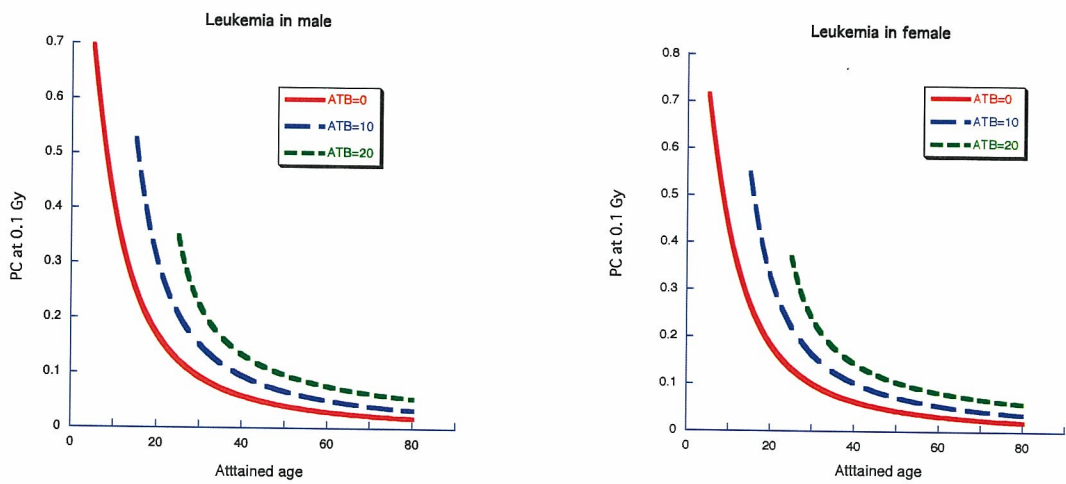 Leukemia in male
0.7
0.6
0.5
0.4
0.3
0.2
0.1
0
PC at 0.1 Gy
ATB=0
ATB=10
ATB=20
0
20
40
60
80
Atttained age
Leukemia in female
0.8
0.7
0.6
0.5
0.4
0.3
0.2
0.1
0
PC at 0.1 Gy
ATB=0
ATB=10
ATB=20
0
20
40
60
80
Atttained age